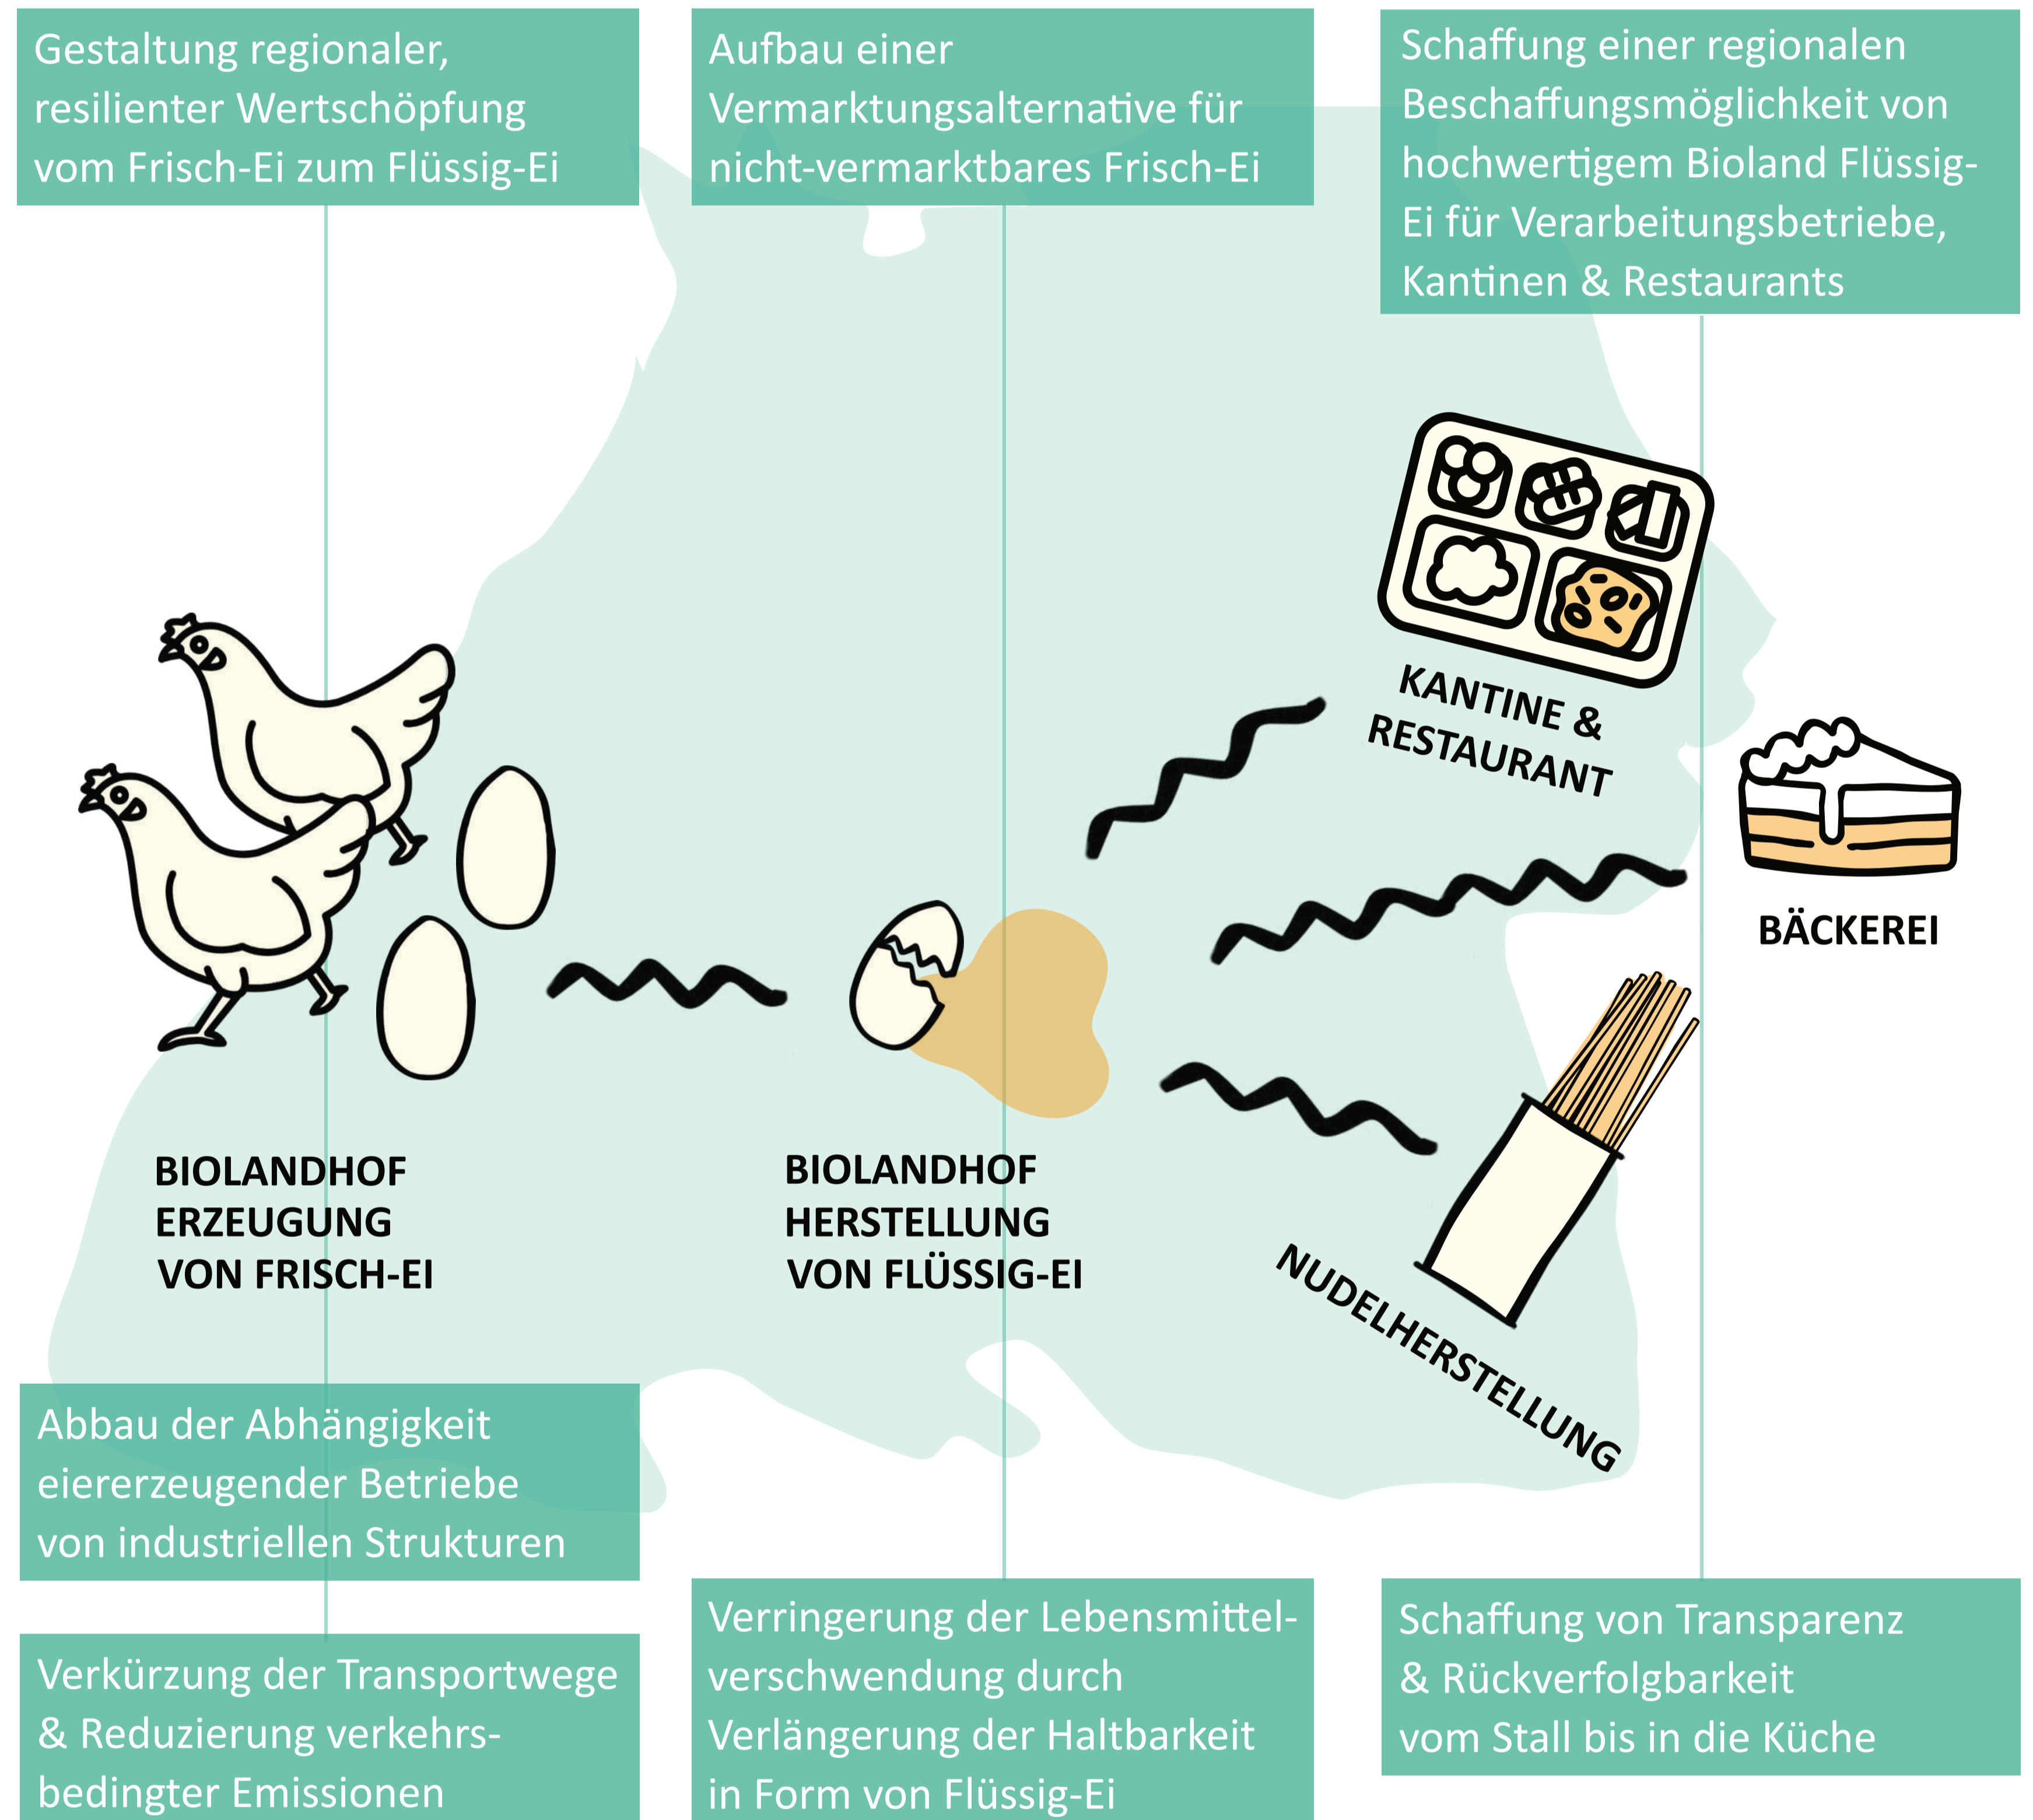 Gestaltung regionaler,
resilienter Wertschöpfung
vom Frisch-Ei zum Flüssig-Ei
Aufbau einer
Vermarktungsalternative für
nicht-vermarktbares Frisch-Ei
Schaffung einer regionalen
Beschaffungsmöglichkeit von
hochwertigem Bioland Flüssig-
Ei für Verarbeitungsbetriebe,
Kantinen & Restaurants
KANTINE &
RESTAURANT
BÄCKEREI
BIOLANDHOF
ERZEUGUNG
VON FRISCH-EI
BIOLANDHOF
HERSTELLUNG
VON FLÜSSIG-EI
NUDELHERSTELLUNG
Abbau der Abhängigkeit
eiererzeugender Betriebe
von industriellen Strukturen
Verkürzung der Transportwege
& Reduzierung verkehrs-
bedingter Emissionen
Verringerung der Lebensmittel-
verschwendung durch
Verlängerung der Haltbarkeit
in Form von Flüssig-Ei
Schaffung von Transparenz
& Rückverfolgbarkeit
vom Stall bis in die Küche